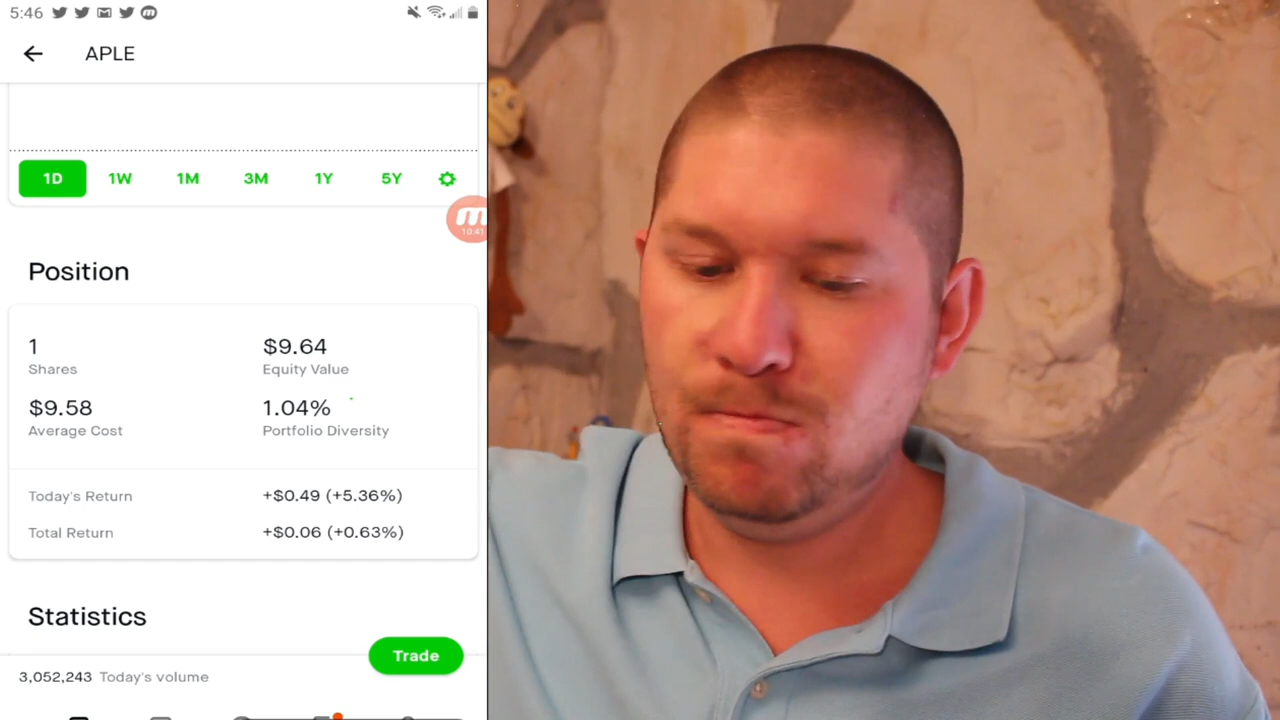 5:46
APLE
1D 1W 1M 3M 1Y 5Y
10:41
Position
1 $9.64
Shares Equity Value
$9.58 1.04%
Average Cost Portfolio Diversity
Today's Return +$0.49 (+5.36%)
Total Return +$0.06 (+0.63%)
Statistics
Trade
3,052,243 Today's volume